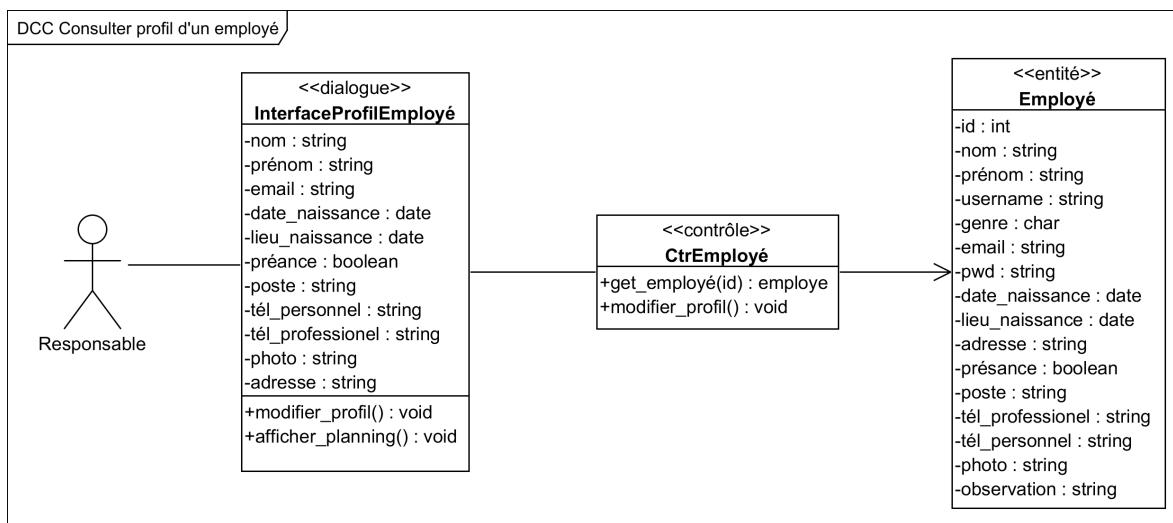 DCC Consulter profil d'un employé
Responsable
<<dialogue>>
InterfaceProfilEmployé
-nom : string
-prénom : string
-email : string
-date_naissance : date
-lieu_naissance : date
-préance : boolean
-poste : string
-tél_personnel : string
-tél_professionel : string
-photo : string
-adresse : string
+modifier_profil() : void
+afficher_planning() : void
<<contrôle>>
CtrEmployé
+get_employé(id) : employe
+modifier_profil() : void
<<entité>>
Employé
-id : int
-nom : string
-prénom : string
-username : string
-genre : char
-email : string
-pwd : string
-date_naissance : date
-lieu_naissance : date
-adresse : string
-présance : boolean
-poste : string
-tél_professionel : string
-tél_personnel : string
-photo : string
-observation : string